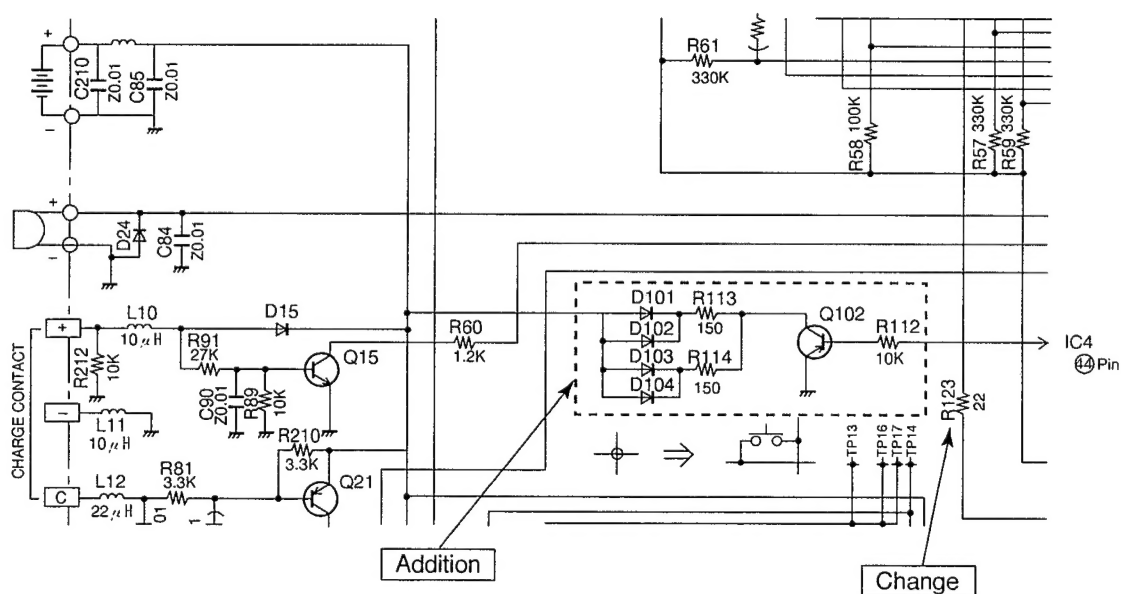 +
−
C210
Z0.01
C85
Z0.01
R61
330K
R58 100K
R57 330K
R59 330K
+
−
D24
C84
Z0.01
CHARGE CONTACT
+
L10
10μH
D15
R212
10K
R91
27K
C90
Z0.01
R89
10K
Q15
R60
1.2K
−
L11
10μH
R210
3.3K
C
L12
22μH
R81
3.3K
Q21
01
1
D101
D102
D103
D104
R113
150
R114
150
Q102
R112
10K
IC4
44 Pin
R123
22
TP13
TP16
TP17
TP14
Addition
Change